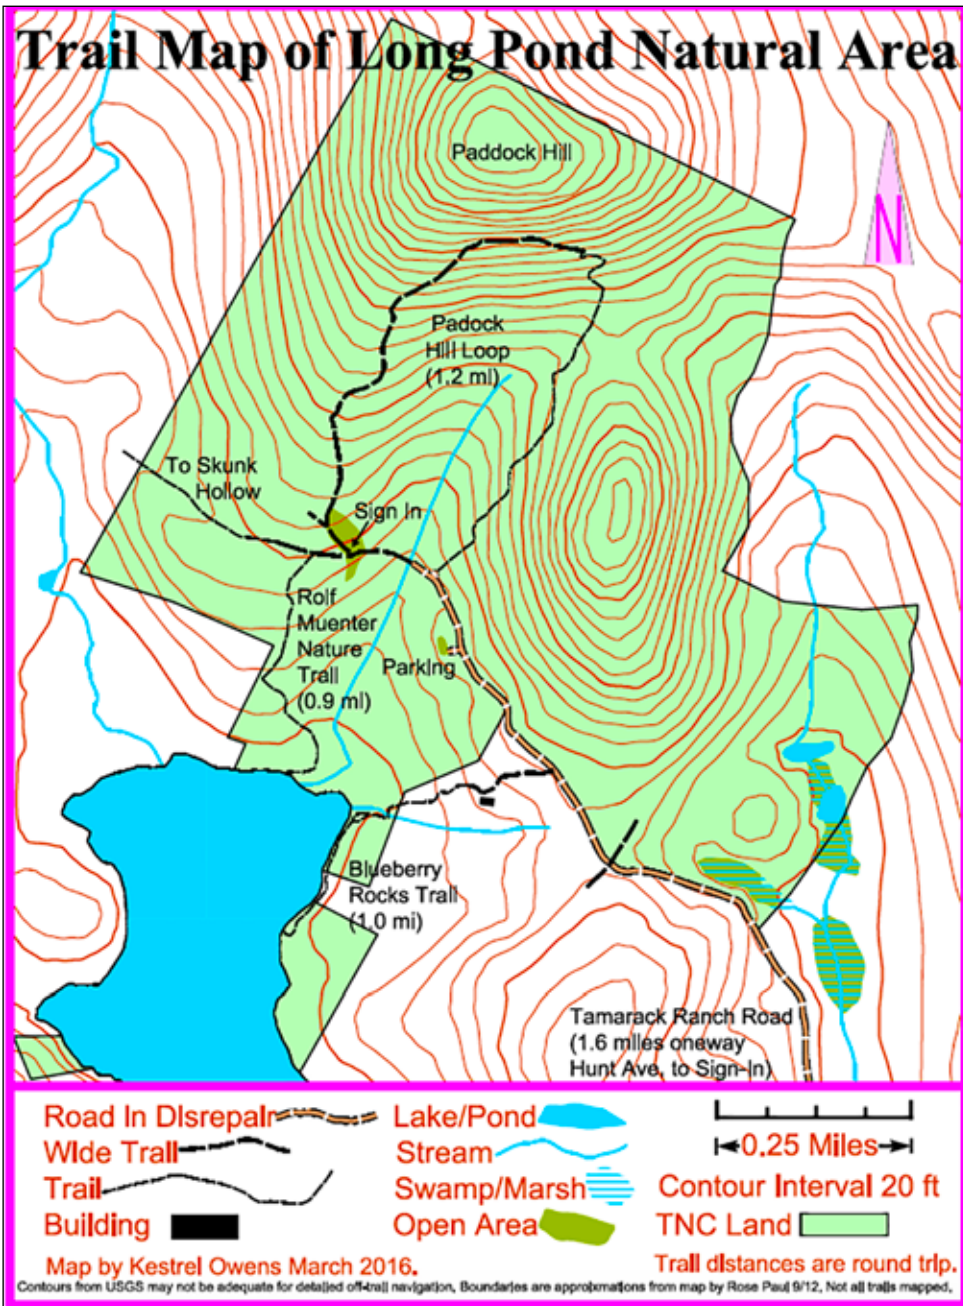 Trail Map of Long Pond Natural Area
Paddock Hill
N
Padock
Hill Loop
(1.2 mi)
To Skunk
Hollow
Sign In
Rolf
Muenter
Nature
Trail
(0.9 mi)
Parking
Blueberry
Rocks Trail
(1.0 mi)
Tamarack Ranch Road
(1.6 miles oneway
Hunt Ave, to Sign-In)
Road In Disrepair
Lake/Pond
0.25 Miles
Wide Trail
Stream
Trail
Swamp/Marsh
Contour Interval 20 ft
Building
Open Area
TNC Land
Map by Kestrel Owens March 2016.
Trail distances are round trip.
Contours from USGS may not be adequate for detailed off-trail navigation, Boundaries are approixmations from map by Rose Paul 9/12, Not all trails mapped,